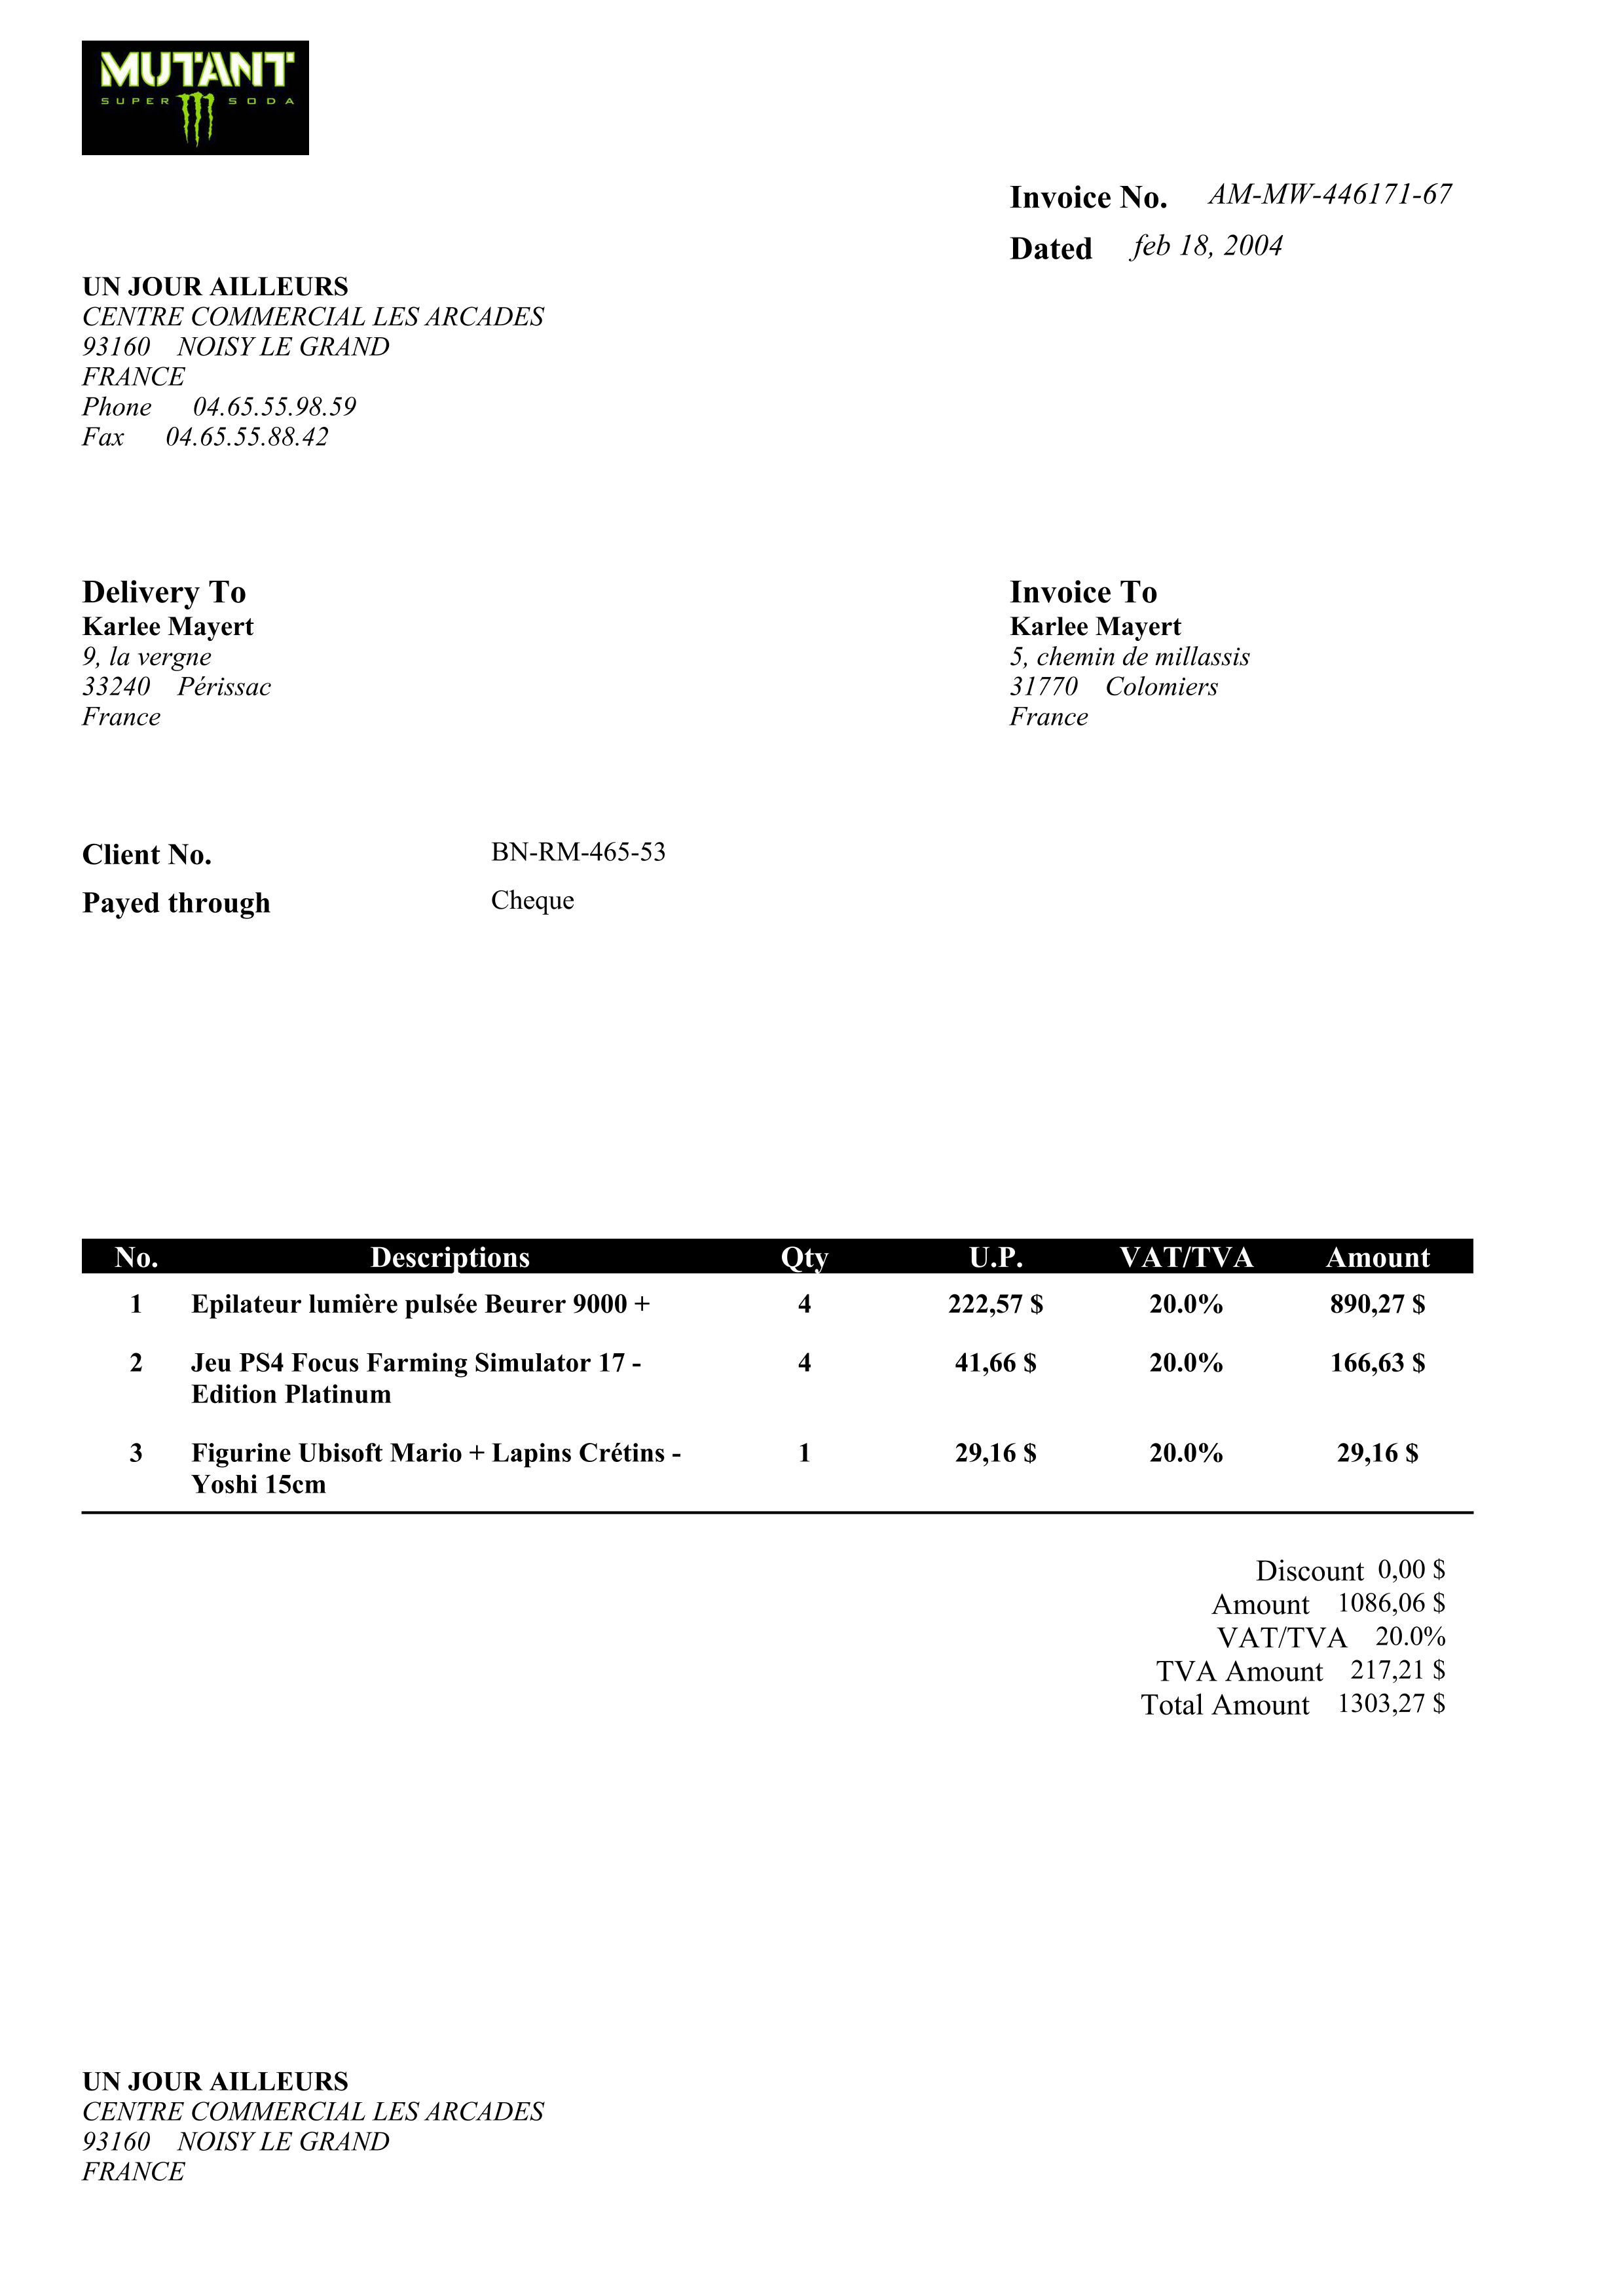 MUTANT
SUPER SODA
Invoice No. AM-MW-446171-67
Dated feb 18, 2004
UN JOUR AILLEURS
CENTRE COMMERCIAL LES ARCADES
93160 NOISY LE GRAND
FRANCE
Phone 04.65.55.98.59
Fax 04.65.55.88.42
Delivery To
Karlee Mayert
9, la vergne
33240 Périssac
France
Invoice To
Karlee Mayert
5, chemin de millassis
31770 Colomiers
France
Client No. BN-RM-465-53
Payed through Cheque
No. Descriptions Qty U.P. VAT/TVA Amount
1 Epilateur lumière pulsée Beurer 9000 + 4 222,57 $ 20.0% 890,27 $
2 Jeu PS4 Focus Farming Simulator 17 - 4 41,66 $ 20.0% 166,63 $
Edition Platinum
3 Figurine Ubisoft Mario + Lapins Crétins - 1 29,16 $ 20.0% 29,16 $
Yoshi 15cm
Discount 0,00 $
Amount 1086,06 $
VAT/TVA 20.0%
TVA Amount 217,21 $
Total Amount 1303,27 $
UN JOUR AILLEURS
CENTRE COMMERCIAL LES ARCADES
93160 NOISY LE GRAND
FRANCE